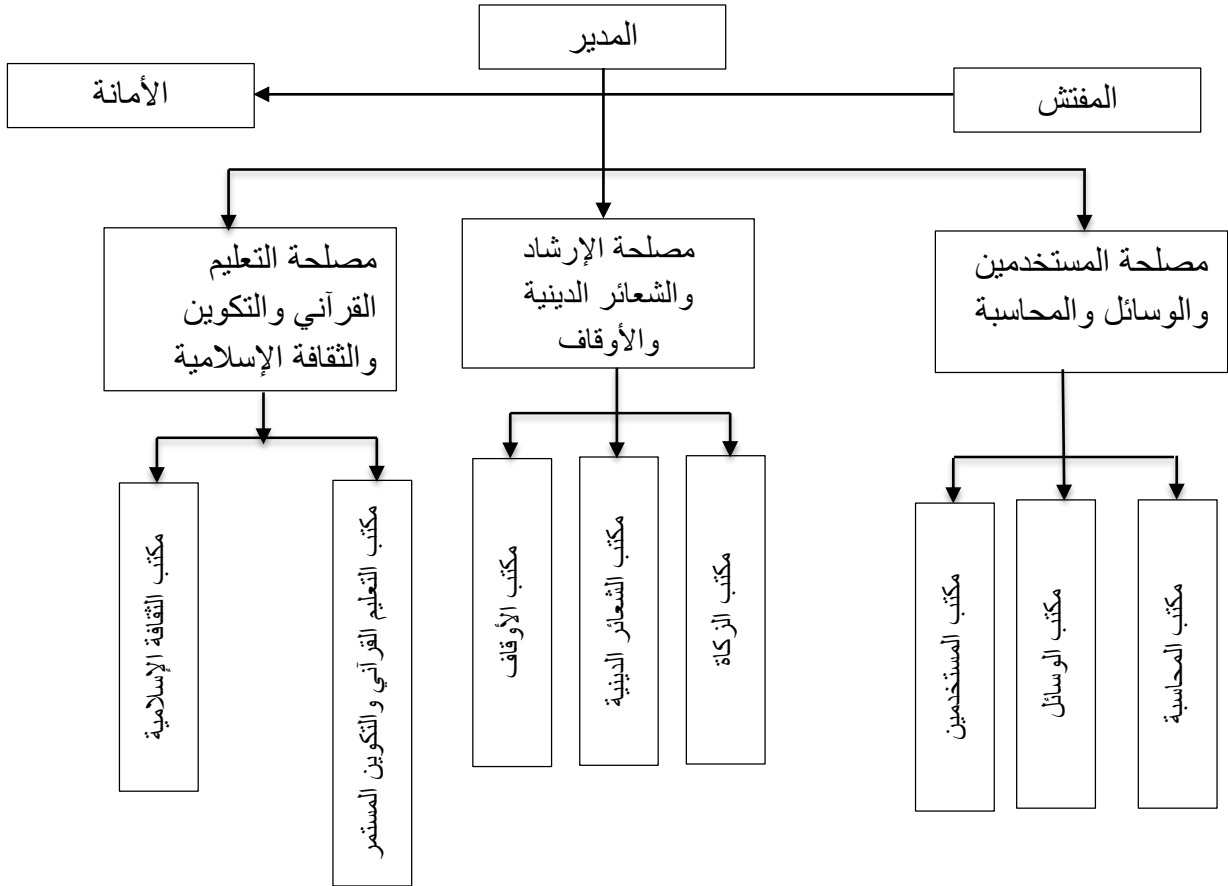 المدير
المفتش
الأمانة
مصلحة المستخدمين
والوسائل والمحاسبة
مصلحة الإرشاد
والشعائر الدينية
والأوقاف
مصلحة التعليم
القرآني والتكوين
والثقافة الإسلامية
مكتب المحاسبة
مكتب الوسائل
مكتب المستخدمين
مكتب الزكاة
مكتب الشعائر الدينية
مكتب الأوقاف
مكتب التعليم القرآني والتكوين المستمر
مكتب الثقافة الإسلامية